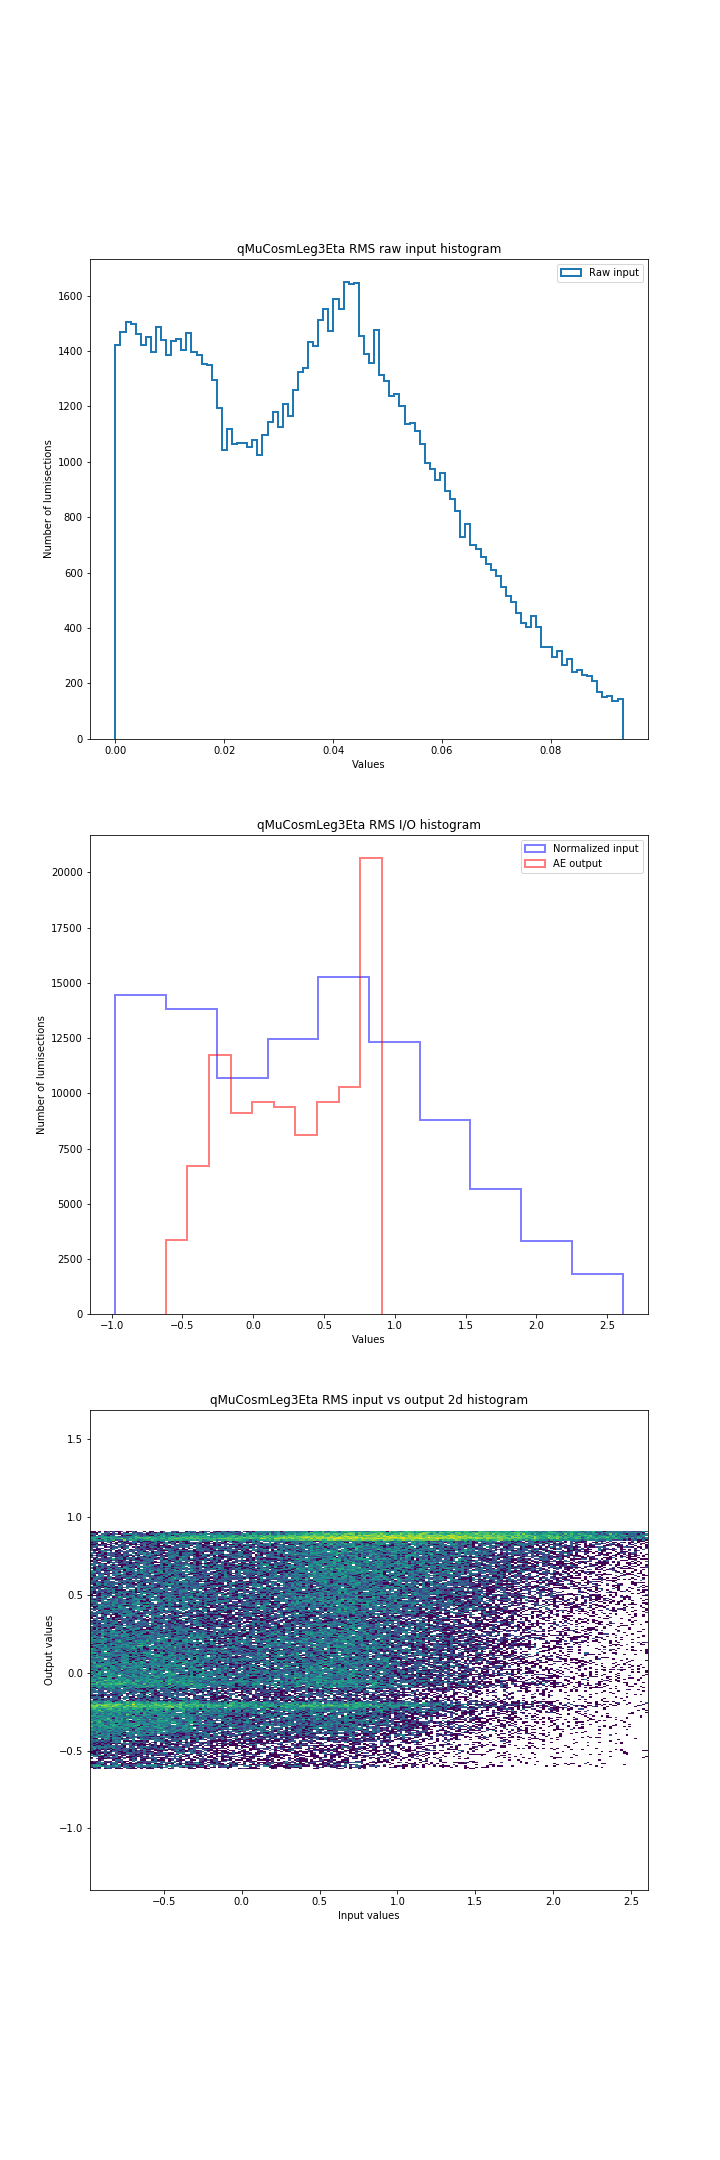 qMuCosmLeg3Eta RMS raw input histogram
Raw input
1600
1400
1200
1000
800
600
400
200
0
Number of lumisections
0.00 0.02 0.04 0.06 0.08
Values
qMuCosmLeg3Eta RMS I/O histogram
Normalized input
AE output
20000
17500
15000
12500
10000
7500
5000
2500
0
Number of lumisections
−1.0 −0.5 0.0 0.5 1.0 1.5 2.0 2.5
Values
qMuCosmLeg3Eta RMS input vs output 2d histogram
1.5
1.0
0.5
0.0
−0.5
−1.0
Output values
−0.5 0.0 0.5 1.0 1.5 2.0 2.5
Input values